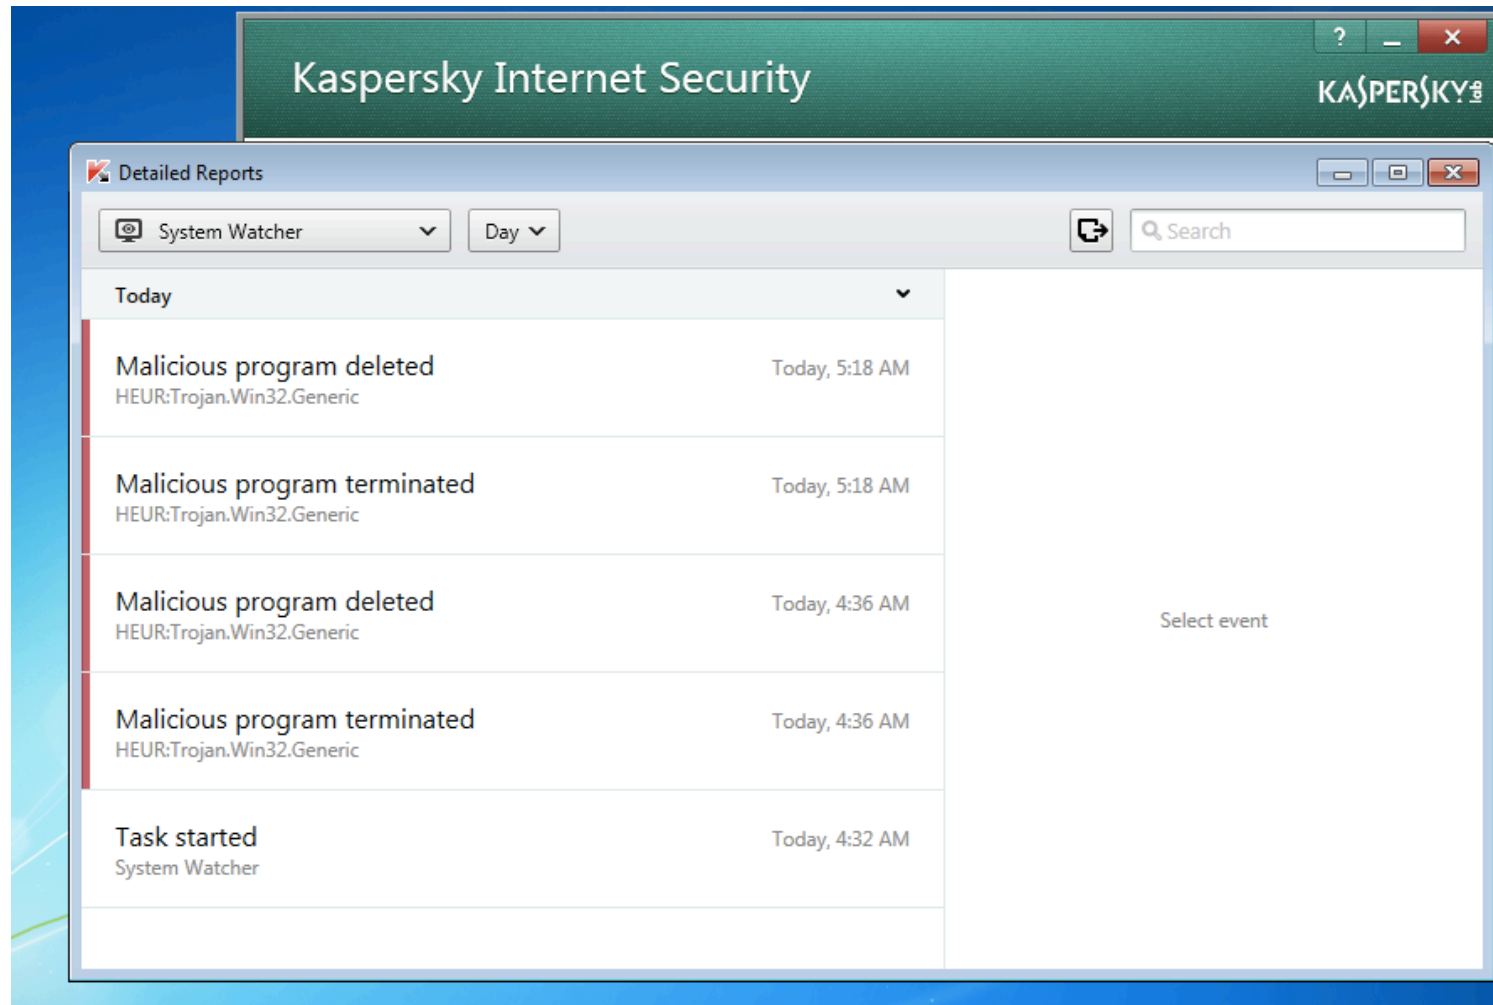 ?
Kaspersky Internet Security
KASPERSKY lab
Detailed Reports
System Watcher
Day
Search
Today
Malicious program deleted
Today, 5:18 AM
HEUR:Trojan.Win32.Generic
Malicious program terminated
Today, 5:18 AM
HEUR:Trojan.Win32.Generic
Malicious program deleted
Today, 4:36 AM
HEUR:Trojan.Win32.Generic
Select event
Malicious program terminated
Today, 4:36 AM
HEUR:Trojan.Win32.Generic
Task started
Today, 4:32 AM
System Watcher